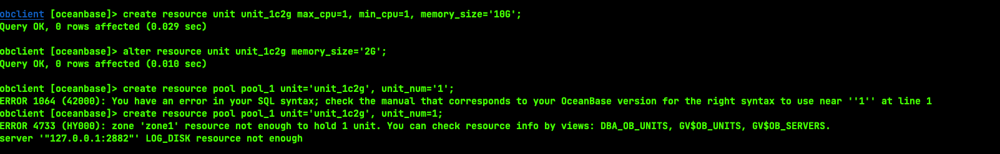 obclient [oceanbase]> create resource unit unit_1c2g max_cpu=1, min_cpu=1, memory_size='10G';
Query OK, 0 rows affected (0.029 sec)
obclient [oceanbase]> alter resource unit unit_1c2g memory_size='2G';
Query OK, 0 rows affected (0.010 sec)
obclient [oceanbase]> create resource pool pool_1 unit='unit_1c2g', unit_num='1';
ERROR 1064 (42000): You have an error in your SQL syntax; check the manual that corresponds to your OceanBase version for the right syntax to use near ''1'' at line 1
obclient [oceanbase]> create resource pool pool_1 unit='unit_1c2g', unit_num=1;
ERROR 4733 (HY000): zone 'zone1' resource not enough to hold 1 unit. You can check resource info by views: DBA_OB_UNITS, GV$OB_UNITS, GV$OB_SERVERS.
server '"127.0.0.1:2882"' LOG_DISK resource not enough